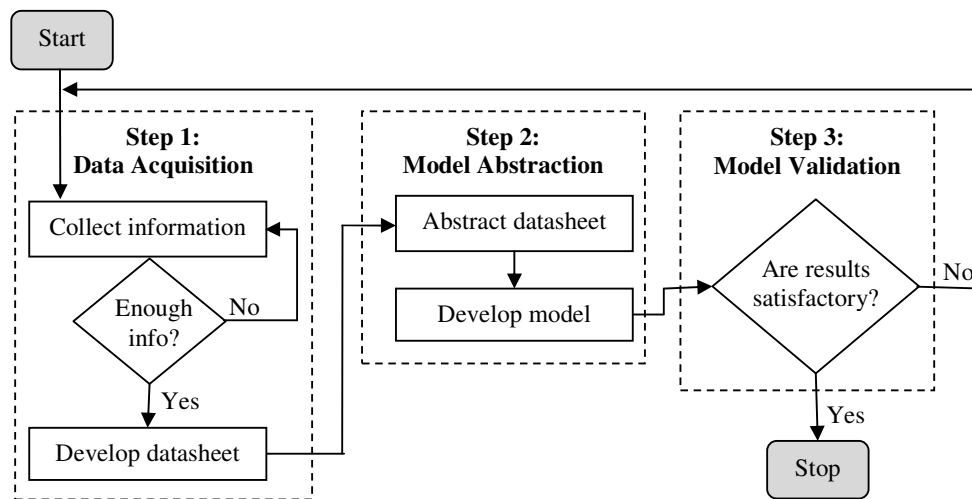 Start
Step 1:
Data Acquisition
Collect information
Enough
info?
No
Yes
Develop datasheet
Step 2:
Model Abstraction
Abstract datasheet
Develop model
Step 3:
Model Validation
Are results
satisfactory?
No
Yes
Stop